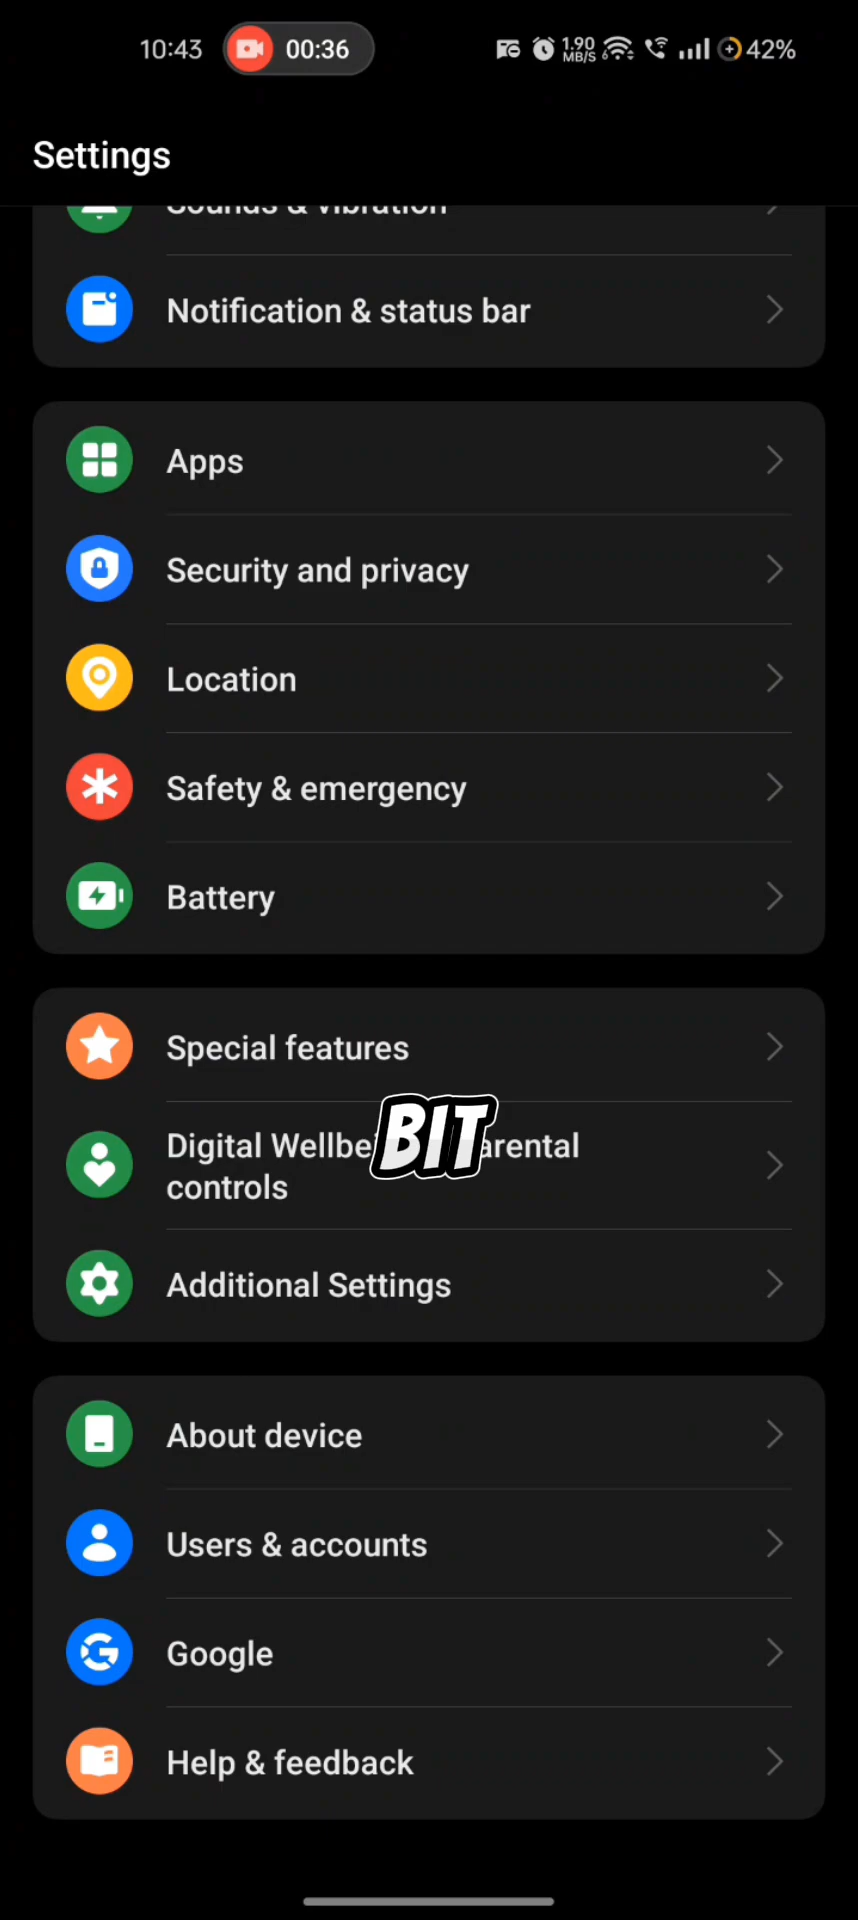 10:43
00:36
1.90
MB/S
6
42%
Settings
Sounds & vibration
Notification & status bar
Apps
Security and privacy
Location
Safety & emergency
Battery
Special features
BIT
Digital Wellbe arental
controls
Additional Settings
About device
Users & accounts
Google
Help & feedback